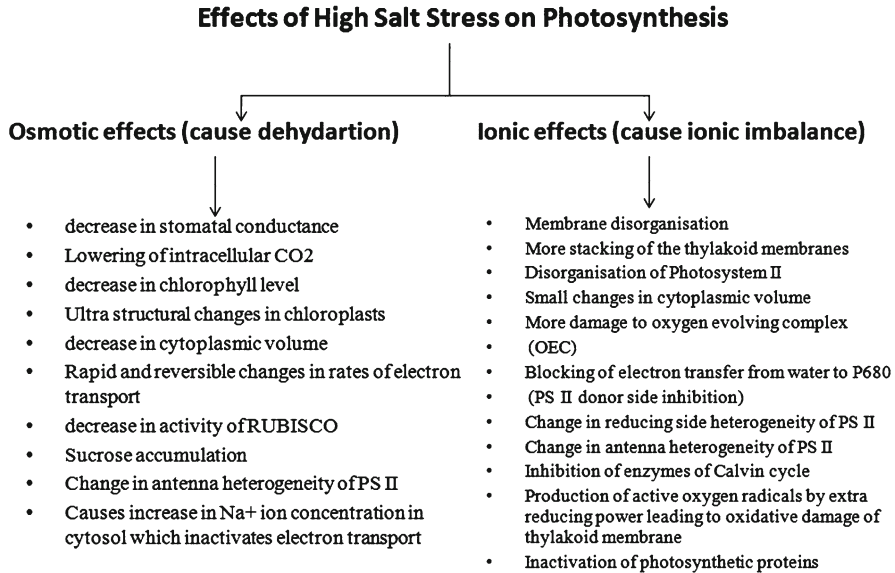 Effects of High Salt Stress on Photosynthesis
Osmotic effects (cause dehydartion)
• decrease in stomatal conductance
• Lowering of intracellular CO2
• decrease in chlorophyll level
• Ultra structural changes in chloroplasts
• decrease in cytoplasmic volume
• Rapid and reversible changes in rates of electron
transport
• decrease in activity of RUBISCO
• Sucrose accumulation
• Change in antenna heterogeneity of PS II
• Causes increase in Na+ ion concentration in
cytosol which inactivates electron transport
Ionic effects (cause ionic imbalance)
• Membrane disorganisation
• More stacking of the thylakoid membranes
• Disorganisation of Photosystem II
• Small changes in cytoplasmic volume
• More damage to oxygen evolving complex
• (OEC)
• Blocking of electron transfer from water to P680
• (PS II donor side inhibition)
• Change in reducing side heterogeneity of PS II
• Change in antenna heterogeneity of PS II
• Inhibition of enzymes of Calvin cycle
• Production of active oxygen radicals by extra
reducing power leading to oxidative damage of
thylakoid membrane
• Inactivation of photosynthetic proteins